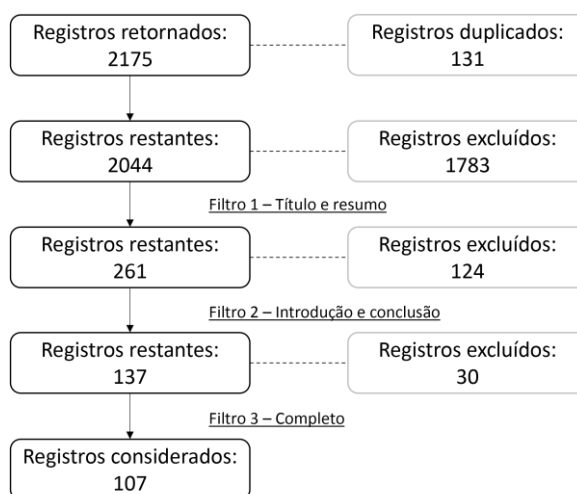 Registros retornados:
2175
Registros duplicados:
131
Registros restantes:
2044
Registros excluídos:
1783
Filtro 1 – Título e resumo
Registros restantes:
261
Registros excluídos:
124
Filtro 2 – Introdução e conclusão
Registros restantes:
137
Registros excluídos:
30
Filtro 3 – Completo
Registros considerados:
107